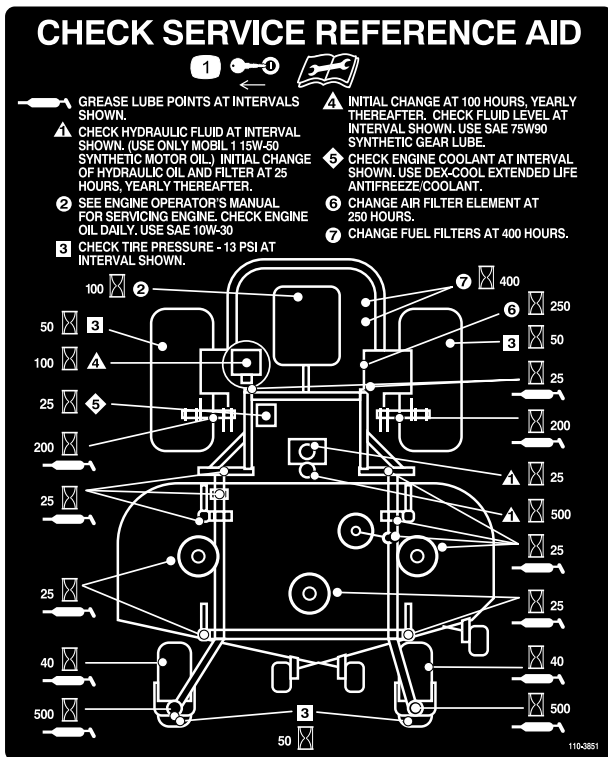 CHECK SERVICE REFERENCE AID
1
GREASE LUBE POINTS AT INTERVALS
SHOWN.
1 CHECK HYDRAULIC FLUID AT INTERVAL
SHOWN. (USE ONLY MOBIL 1 15W-50
SYNTHETIC MOTOR OIL.) INITIAL CHANGE
OF HYDRAULIC OIL AND FILTER AT 25
HOURS, YEARLY THEREAFTER.
2 SEE ENGINE OPERATOR'S MANUAL
FOR SERVICING ENGINE. CHECK ENGINE
OIL DAILY. USE SAE 10W-30
3 CHECK TIRE PRESSURE - 13 PSI AT
INTERVAL SHOWN.
4 INITIAL CHANGE AT 100 HOURS, YEARLY
THEREAFTER. CHECK FLUID LEVEL AT
INTERVAL SHOWN. USE SAE 75W90
SYNTHETIC GEAR LUBE.
5 CHECK ENGINE COOLANT AT INTERVAL
SHOWN. USE DEX-COOL EXTENDED LIFE
ANTIFREEZE/COOLANT.
6 CHANGE AIR FILTER ELEMENT AT
250 HOURS.
7 CHANGE FUEL FILTERS AT 400 HOURS.
100 2
50 3
100 4
25 5
200
25
25
40
500
7 400
6 250
3 50
25
200
1 25
1 500
25
25
40
500
3
50
110-3851